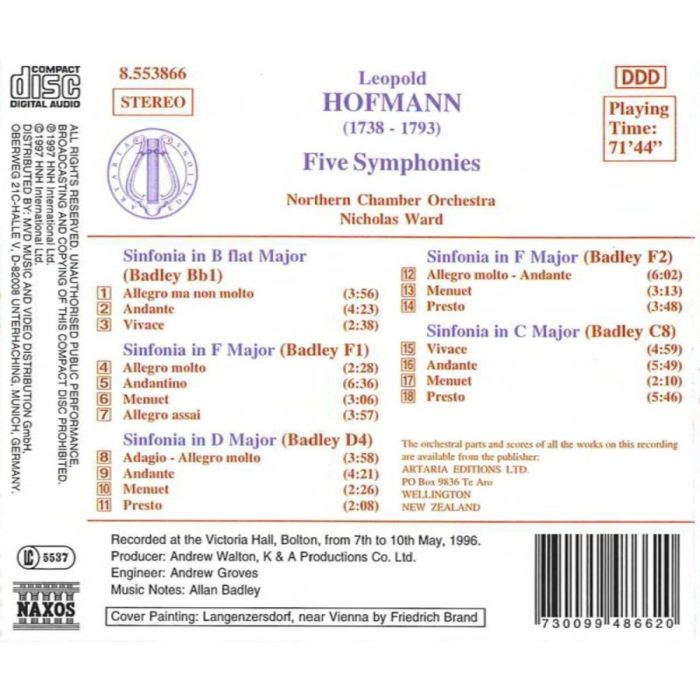 COMPACT
disc
DIGITAL AUDIO
8.553866
STEREO
ARTARIA EDITIONS
Leopold
HOFMANN
(1738 - 1793)
Five Symphonies
Northern Chamber Orchestra
Nicholas Ward
DDD
Playing
Time:
71'44"
Sinfonia in B flat Major
(Badley Bb1)
1 Allegro ma non molto (3:56)
2 Andante (4:23)
3 Vivace (2:38)
Sinfonia in F Major (Badley F1)
4 Allegro molto (2:28)
5 Andantino (6:36)
6 Menuet (3:06)
7 Allegro assai (3:57)
Sinfonia in D Major (Badley D4)
8 Adagio - Allegro molto (3:58)
9 Andante (4:21)
10 Menuet (2:26)
11 Presto (2:08)
Sinfonia in F Major (Badley F2)
12 Allegro molto - Andante (6:02)
13 Menuet (3:13)
14 Presto (3:48)
Sinfonia in C Major (Badley C8)
15 Vivace (4:59)
16 Andante (5:49)
17 Menuet (2:10)
18 Presto (5:46)
The orchestral parts and scores of all the works on this recording
are available from the publisher:
ARTARIA EDITIONS LTD.
PO Box 9836 Te Aro
WELLINGTON
NEW ZEALAND
ALL RIGHTS RESERVED. UNAUTHORISED PUBLIC PERFORMANCE,
BROADCASTING AND COPYING OF THIS COMPACT DISC PROHIBITED.
℗ 1997 HNH International Ltd.
© 1997 HNH International Ltd.
DISTRIBUTED BY: MVD MUSIC AND VIDEO DISTRIBUTION GmbH,
OBERWEG 21C-HALLE V, D-82008 UNTERHACHING, MUNICH, GERMANY.
LC 5537
NAXOS
Recorded at the Victoria Hall, Bolton, from 7th to 10th May, 1996.
Producer: Andrew Walton, K & A Productions Co. Ltd.
Engineer: Andrew Groves
Music Notes: Allan Badley
Cover Painting: Langenzersdorf, near Vienna by Friedrich Brand
730099 486620